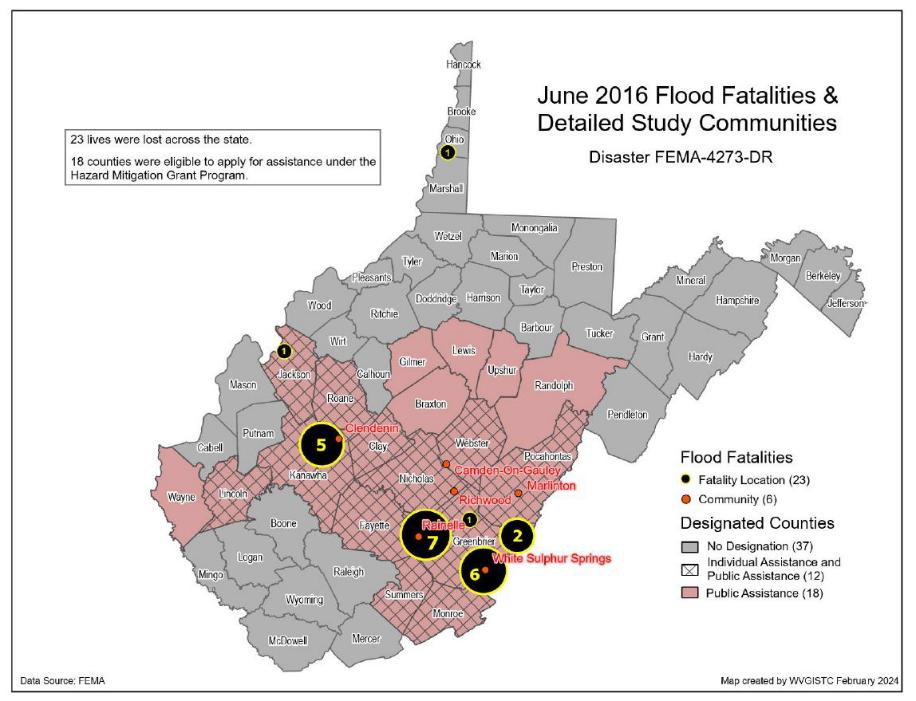 June 2016 Flood Fatalities &
Detailed Study Communities
Disaster FEMA-4273-DR
23 lives were lost across the state.
18 counties were eligible to apply for assistance under the
Hazard Mitigation Grant Program.
Hancock
Brooke
Ohio
1
Marshall
Wetzel
Monongalia
Marion
Preston
Tyler
Pleasants
Doddridge
Harrison
Taylor
Wood
Ritchie
Barbour
Tucker
Grant
Mineral
Hampshire
Morgan
Berkeley
Jefferson
Hardy
Wirt
1
Jackson
Calhoun
Gilmer
Lewis
Upshur
Randolph
Pendleton
Mason
Roane
Braxton
Putnam
Cabell
5
Clendenin
Clay
Webster
Pocahontas
Kanawha
Nicholas
Camden-On-Gauley
Marlinton
Wayne
Lincoln
Richwood
Boone
Fayette
Rainelle
7
1
Greenbrier
2
White Sulphur Springs
6
Logan
Raleigh
Mingo
Wyoming
Summers
Monroe
McDowell
Mercer
Flood Fatalities
Fatality Location (23)
Community (6)
Designated Counties
No Designation (37)
Individual Assistance and
Public Assistance (12)
Public Assistance (18)
Data Source: FEMA
Map created by WVGISTC February 2024